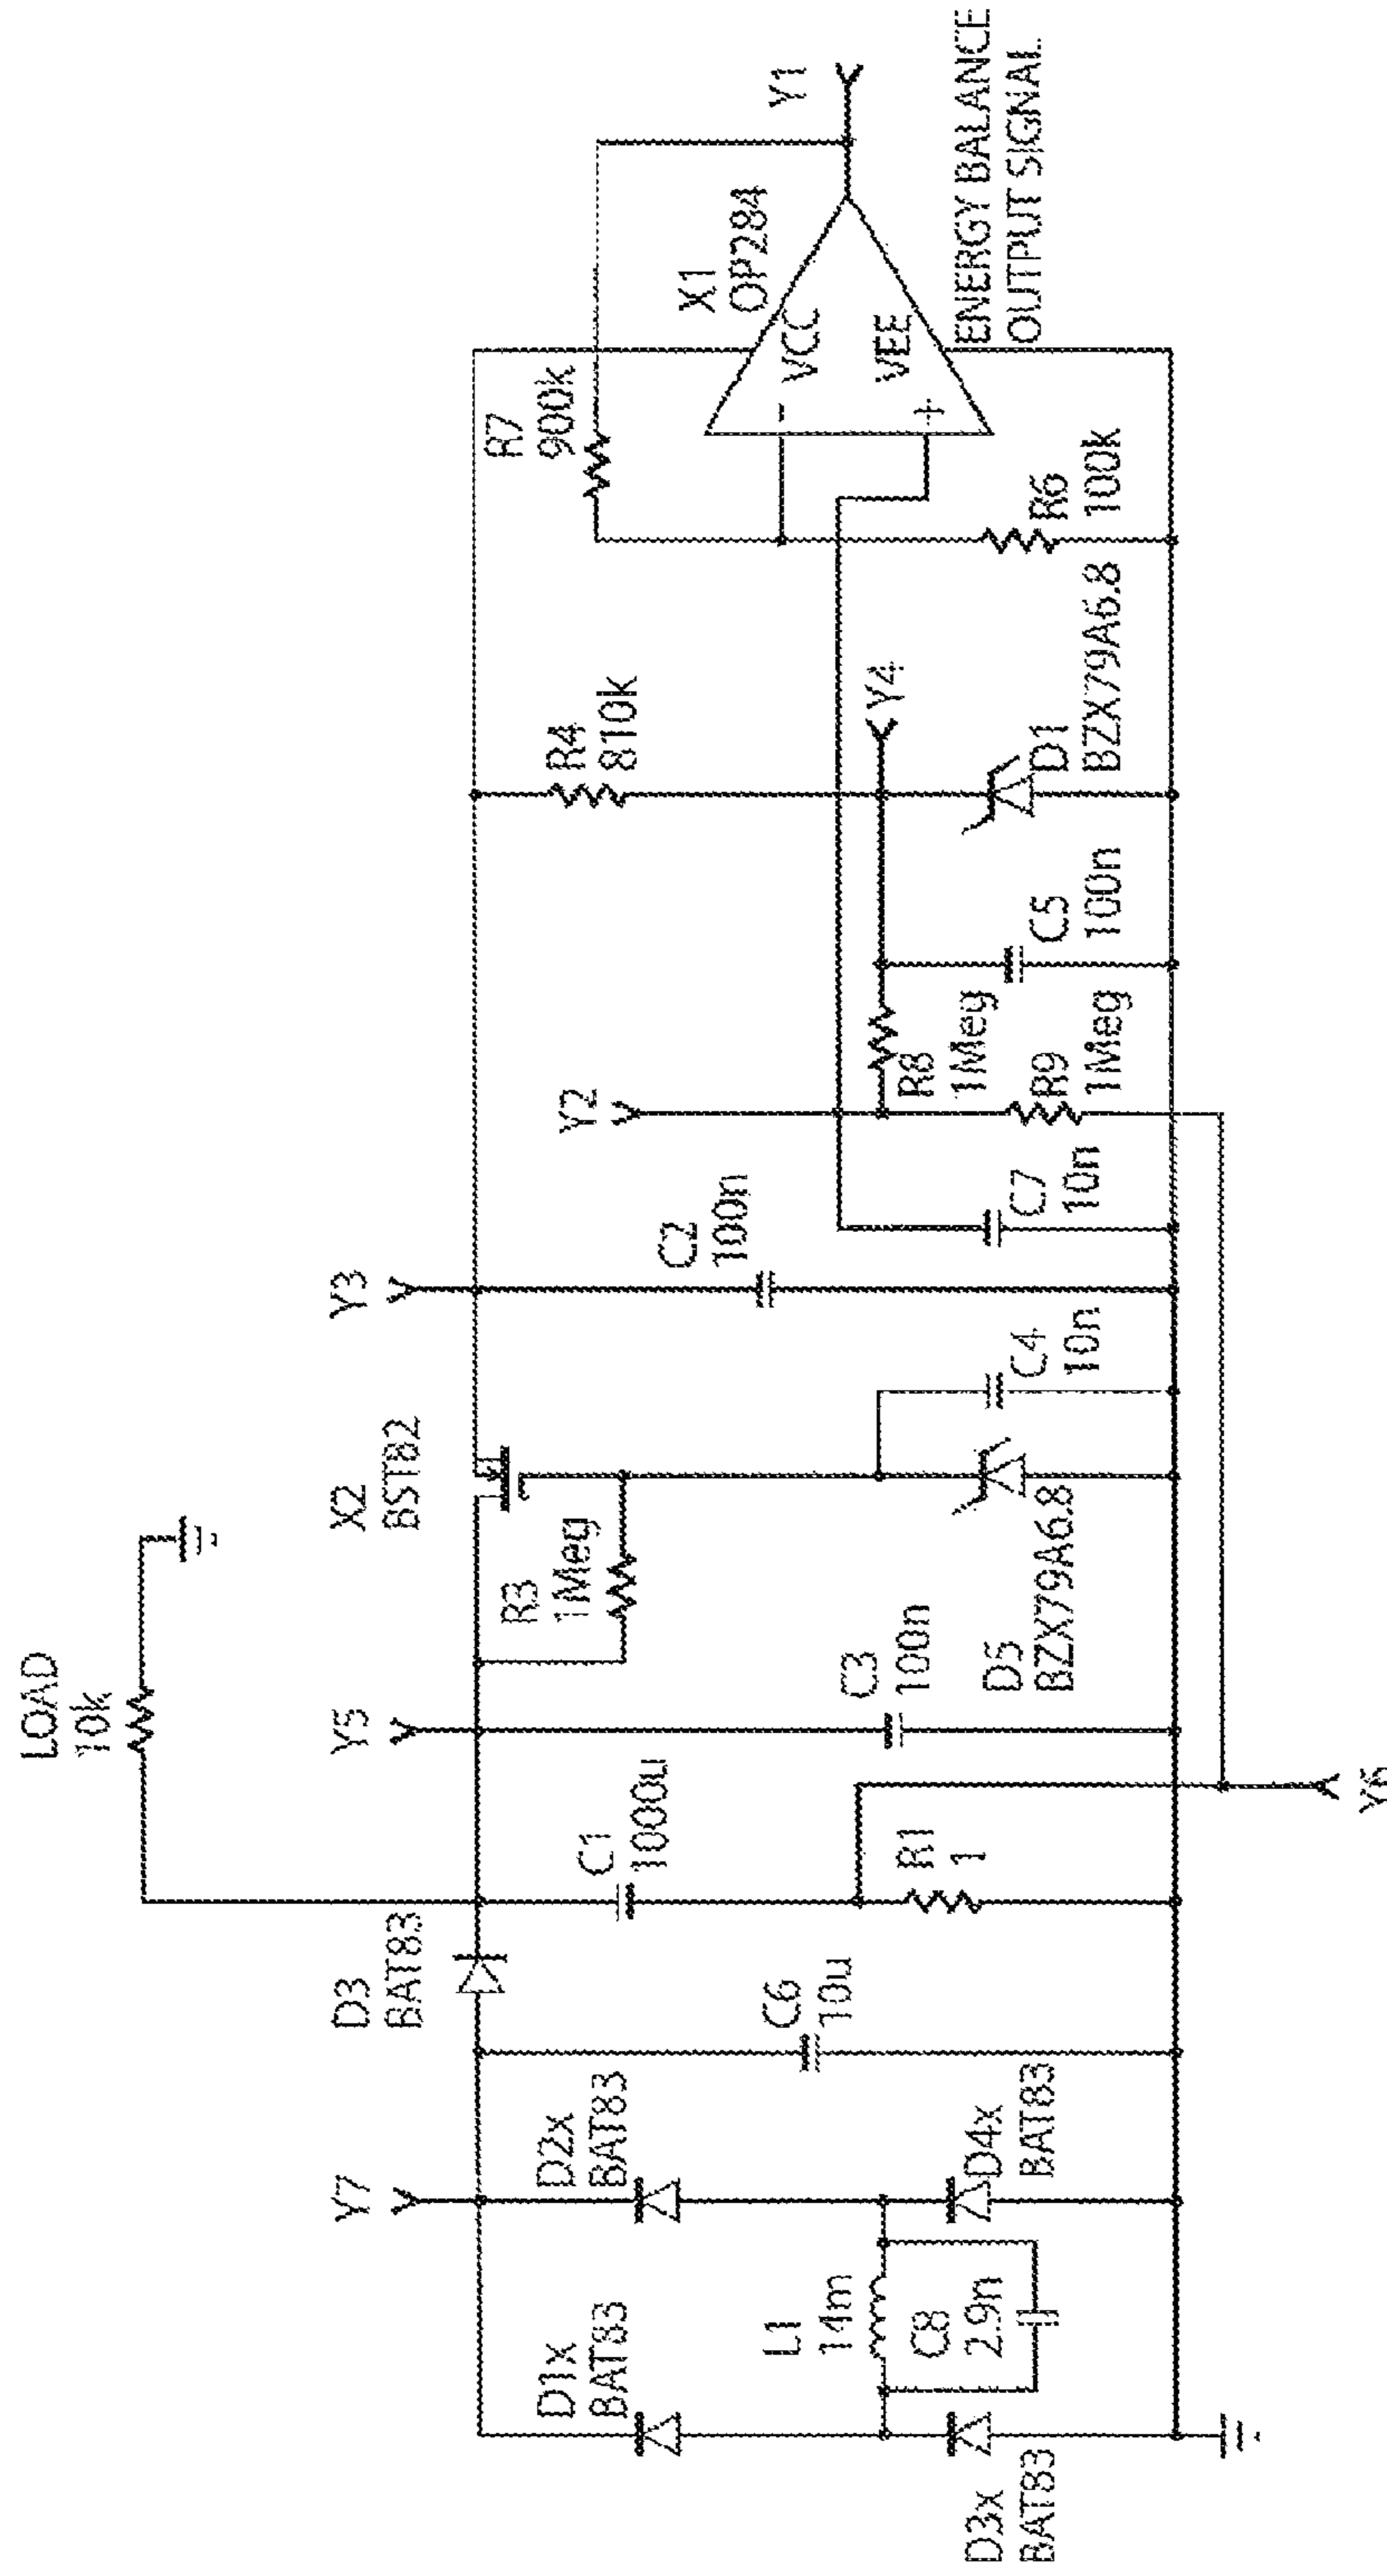 LOAD
10k
D3
BAT83
Y7
Y5
X2
BST82
Y3
D1x
BAT83
D2x
BAT83
C6
10u
C1
1000u
R3
1Meg
C2
100n
Y2
R4
810k
R7
900k
X1
OP284
Y1
VCC
-
VEE
+
ENERGY BALANCE
OUTPUT SIGNAL
L1
14m
C8
2.9n
D3x
BAT83
D4x
BAT83
R1
1
C3
100n
D5
BZX79A6.8
C4
10n
C7
10n
R8
1Meg
R9
1Meg
C5
100n
Y4
D1
BZX79A6.8
R6
100k
Y6